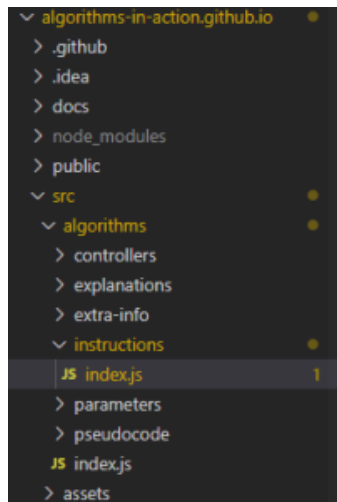 algorithms-in-action.github.io
.github
.idea
docs
node_modules
public
src
algorithms
controllers
explanations
extra-info
instructions
JS index.js 1
parameters
pseudocode
JS index.js
assets